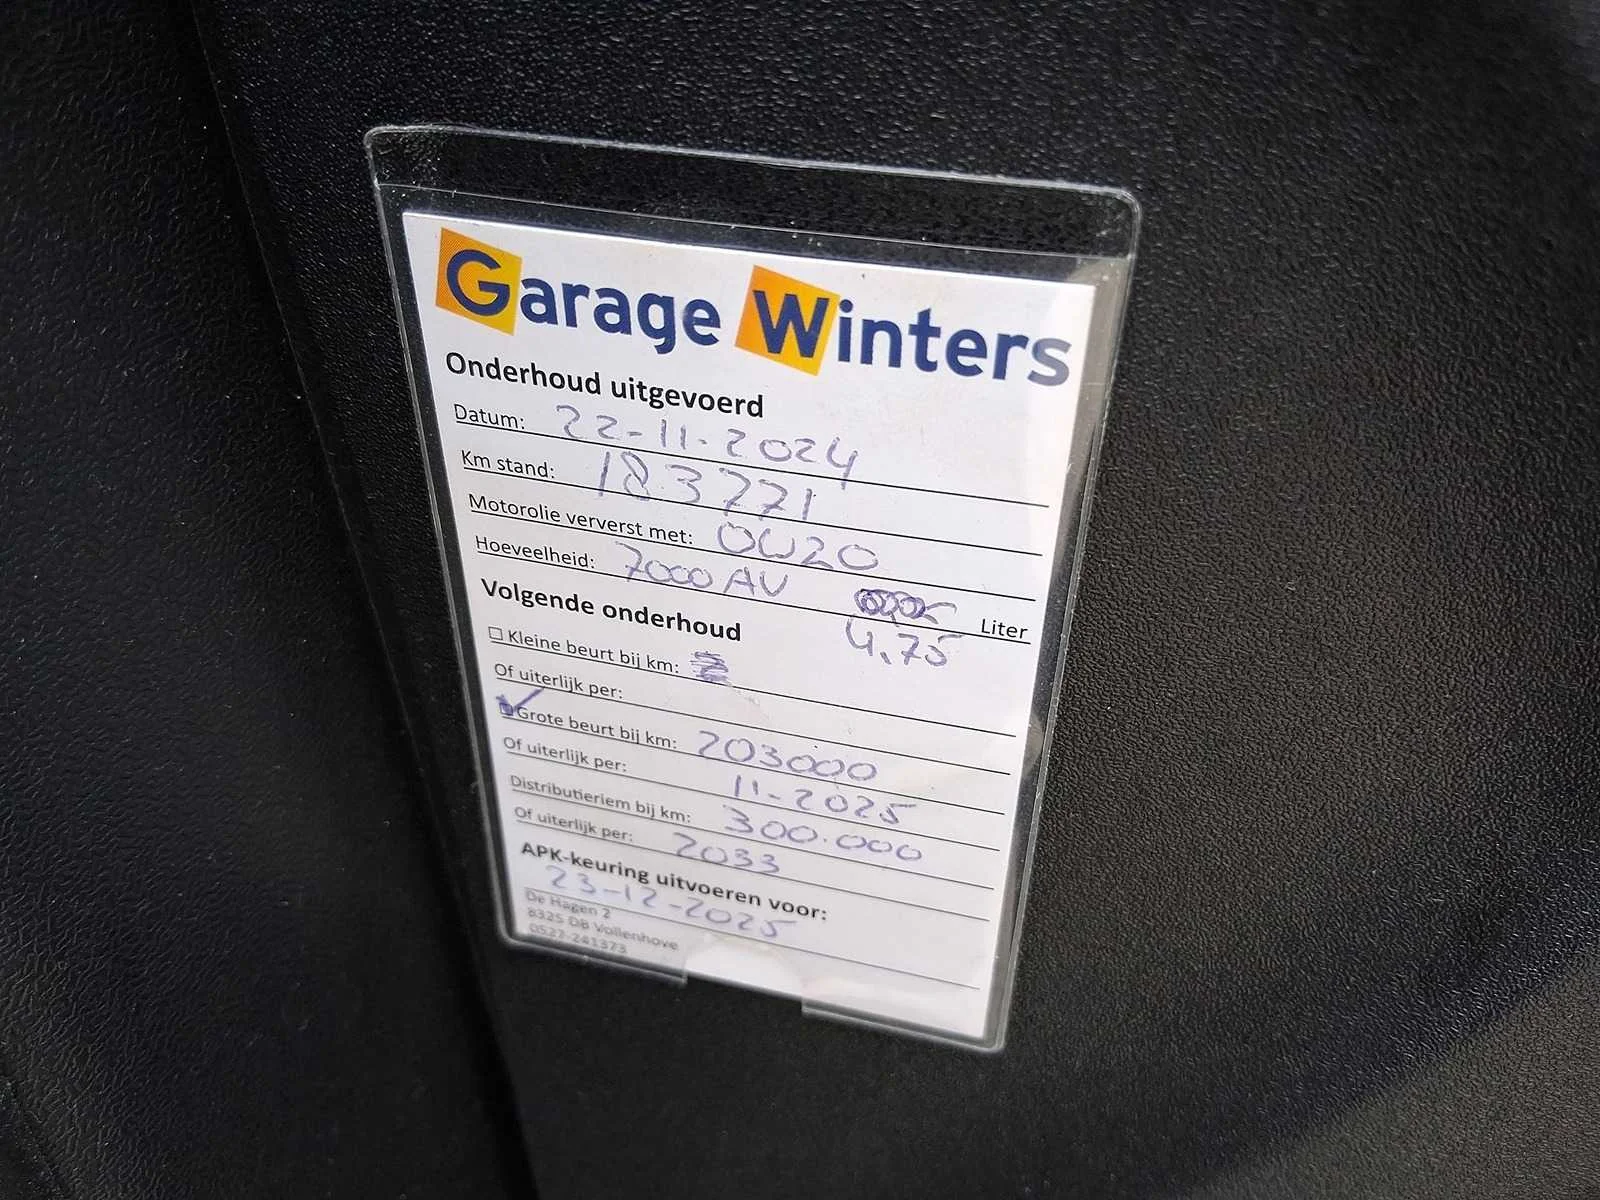 Garage Winters
Onderhoud uitgevoerd
Datum: 22-11-2024
Km stand: 183771
Motorolie ververst met: 0W20
Hoeveelheid: 7000 AV Liter
4,75
Volgende onderhoud
Kleine beurt bij km:
Of uiterlijk per:
Grote beurt bij km: 203000
Of uiterlijk per: 11-2025
Distributieriem bij km: 300.000
Of uiterlijk per: 2033
APK-keuring uitvoeren voor:
23-12-2025
De Hagen 2
8325 DB Vollenhove
0527-241373